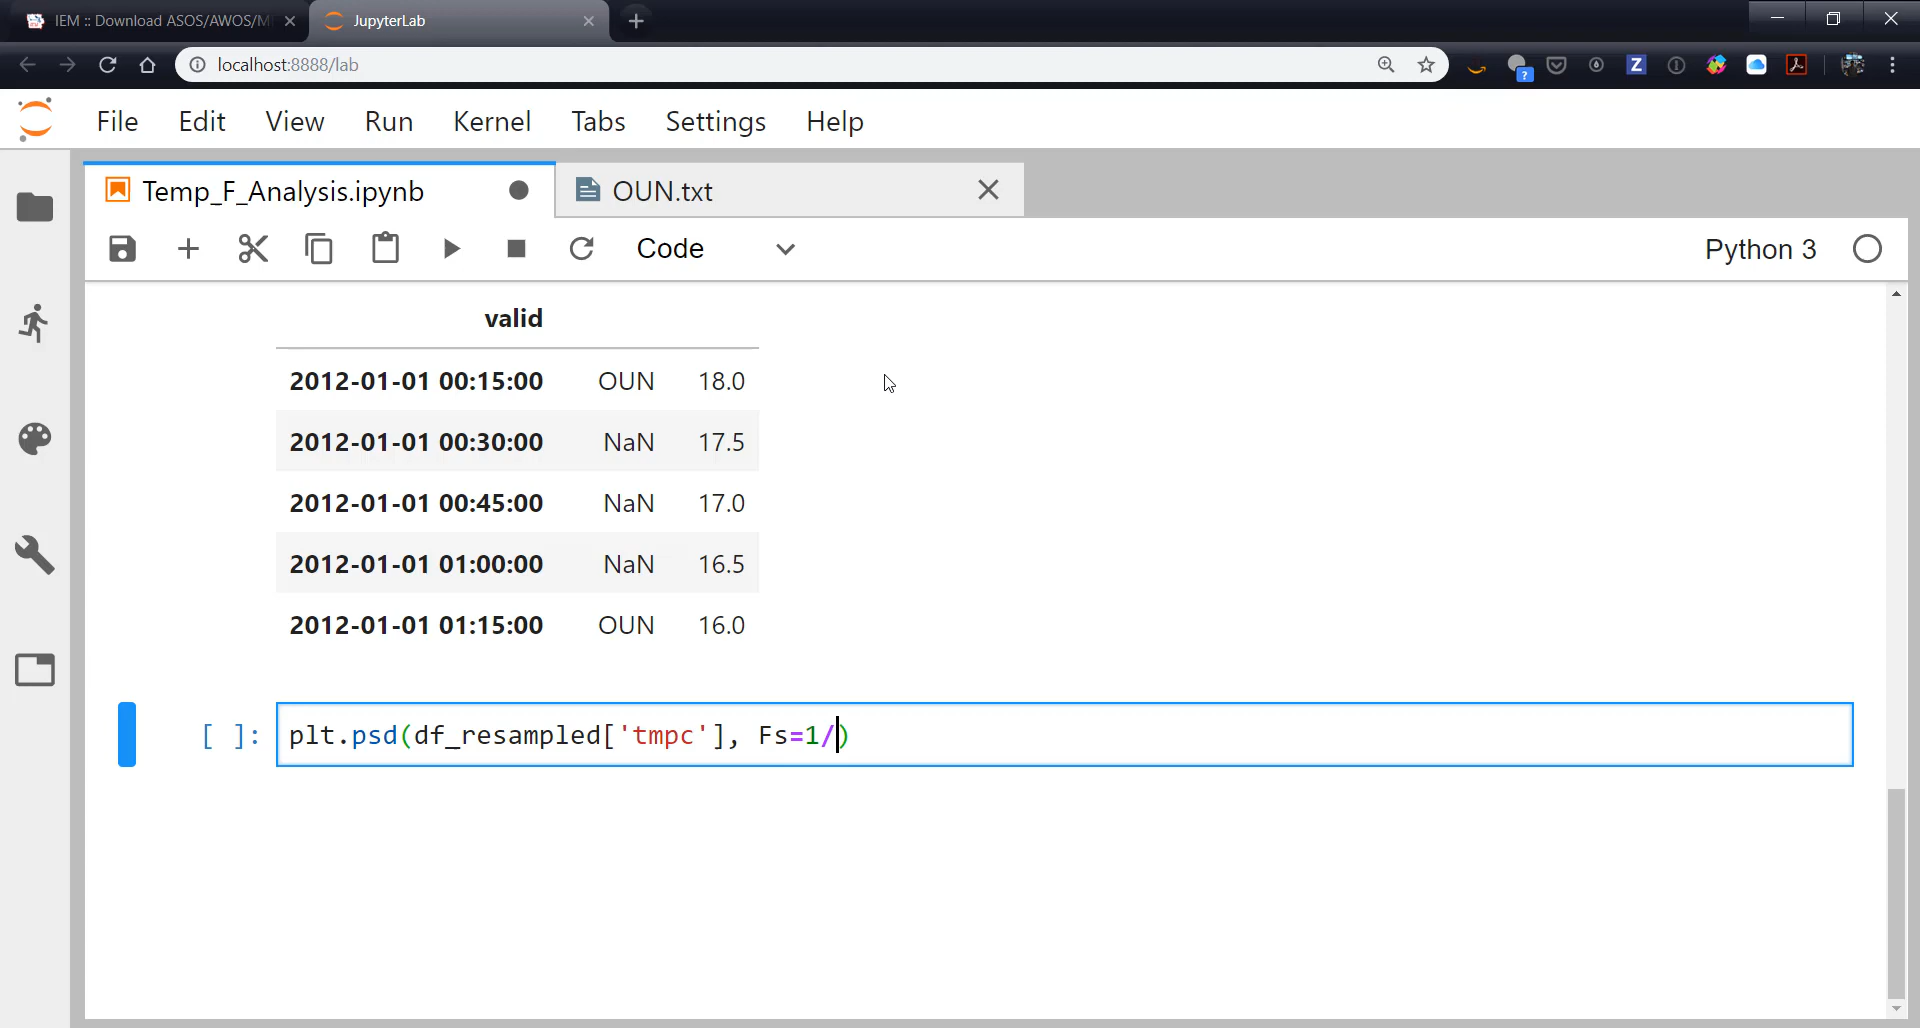 IEM :: Download ASOS/AWOS/M
JupyterLab
localhost:8888/lab
File Edit View Run Kernel Tabs Settings Help
Temp_F_Analysis.ipynb
OUN.txt
Code
Python 3
valid
2012-01-01 00:15:00 OUN 18.0
2012-01-01 00:30:00 NaN 17.5
2012-01-01 00:45:00 NaN 17.0
2012-01-01 01:00:00 NaN 16.5
2012-01-01 01:15:00 OUN 16.0
[ ]: plt.psd(df_resampled['tmpc'], Fs=1/)